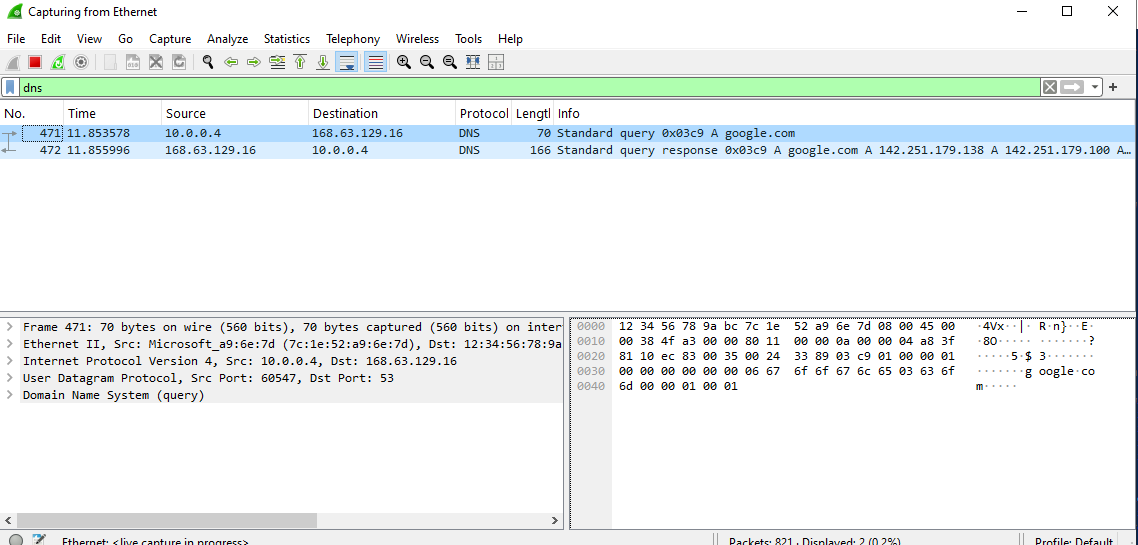 Capturing from Ethernet
File Edit View Go Capture Analyze Statistics Telephony Wireless Tools Help
dns
No. Time Source Destination Protocol Lengtl Info
471 11.853578 10.0.0.4 168.63.129.16 DNS 70 Standard query 0x03c9 A google.com
472 11.855996 168.63.129.16 10.0.0.4 DNS 166 Standard query response 0x03c9 A google.com A 142.251.179.138 A 142.251.179.100 A…
Frame 471: 70 bytes on wire (560 bits), 70 bytes captured (560 bits) on inter
Ethernet II, Src: Microsoft_a9:6e:7d (7c:1e:52:a9:6e:7d), Dst: 12:34:56:78:9a
Internet Protocol Version 4, Src: 10.0.0.4, Dst: 168.63.129.16
User Datagram Protocol, Src Port: 60547, Dst Port: 53
Domain Name System (query)
0000 12 34 56 78 9a bc 7c 1e 52 a9 6e 7d 08 00 45 00 ·4Vx··|· R·n}··E·
0010 00 38 4f a3 00 00 80 11 00 00 0a 00 00 04 a8 3f ·8O····· ·······?
0020 81 10 ec 83 00 35 00 24 33 89 03 c9 01 00 00 01 ·····5·$ 3·······
0030 00 00 00 00 00 00 06 67 6f 6f 67 6c 65 03 63 6f ·······g oogle·co
0040 6d 00 00 01 00 01 m·····
Ethernet: <live capture in progress> Packets: 821 · Displayed: 2 (0.2%) Profile: Default